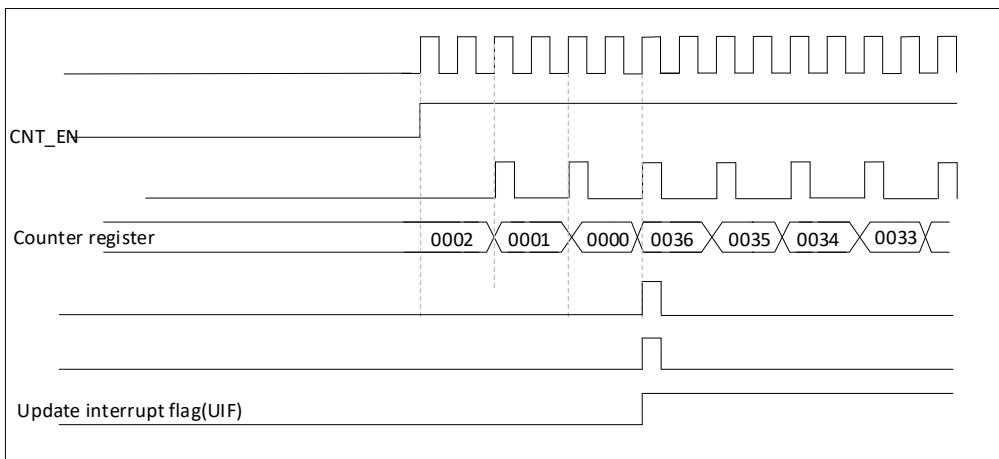 CNT_EN
Counter register
0002 0001 0000 0036 0035 0034 0033
Update interrupt flag(UIF)